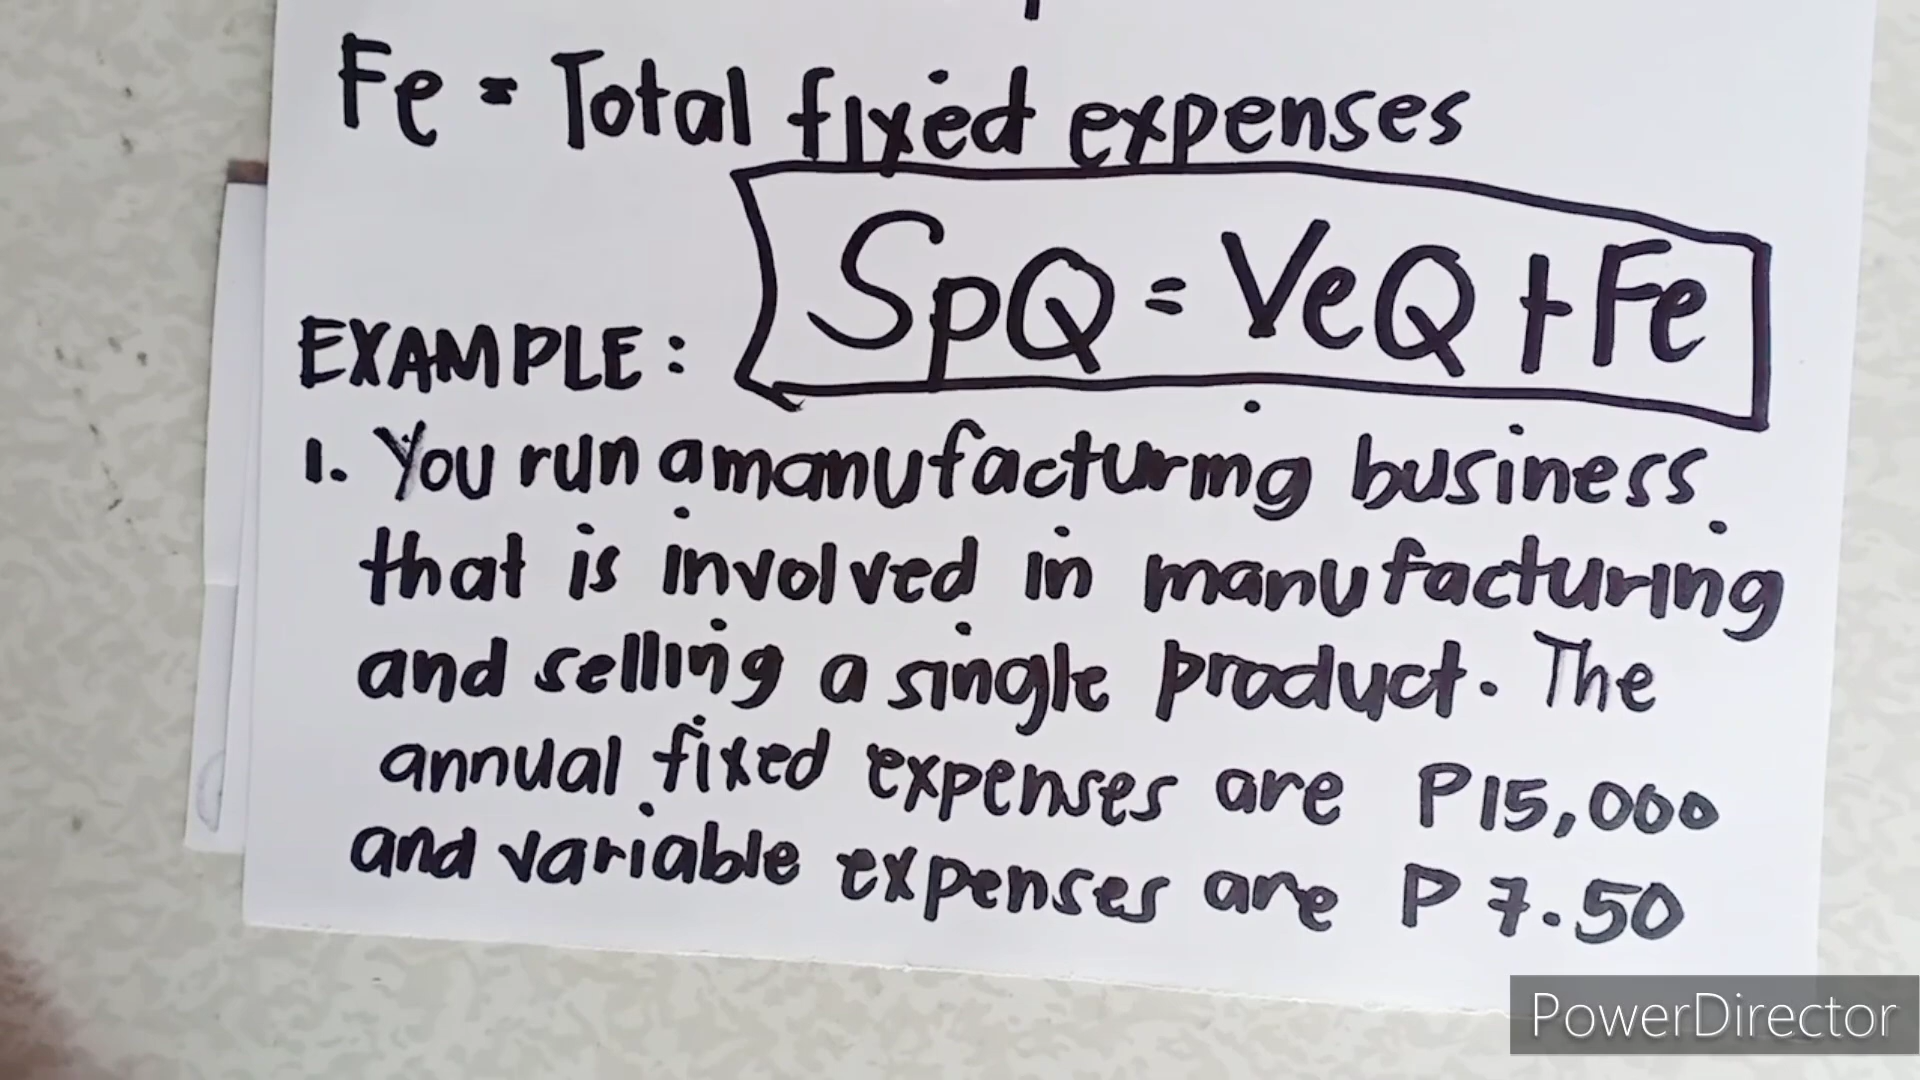 Fe = Total fixed expenses
SpQ = VeQ + Fe
EXAMPLE:
1. You run a manufacturing business
that is involved in manufacturing
and selling a single product. The
annual fixed expenses are P15,000
and variable expenses are P7.50
PowerDirector